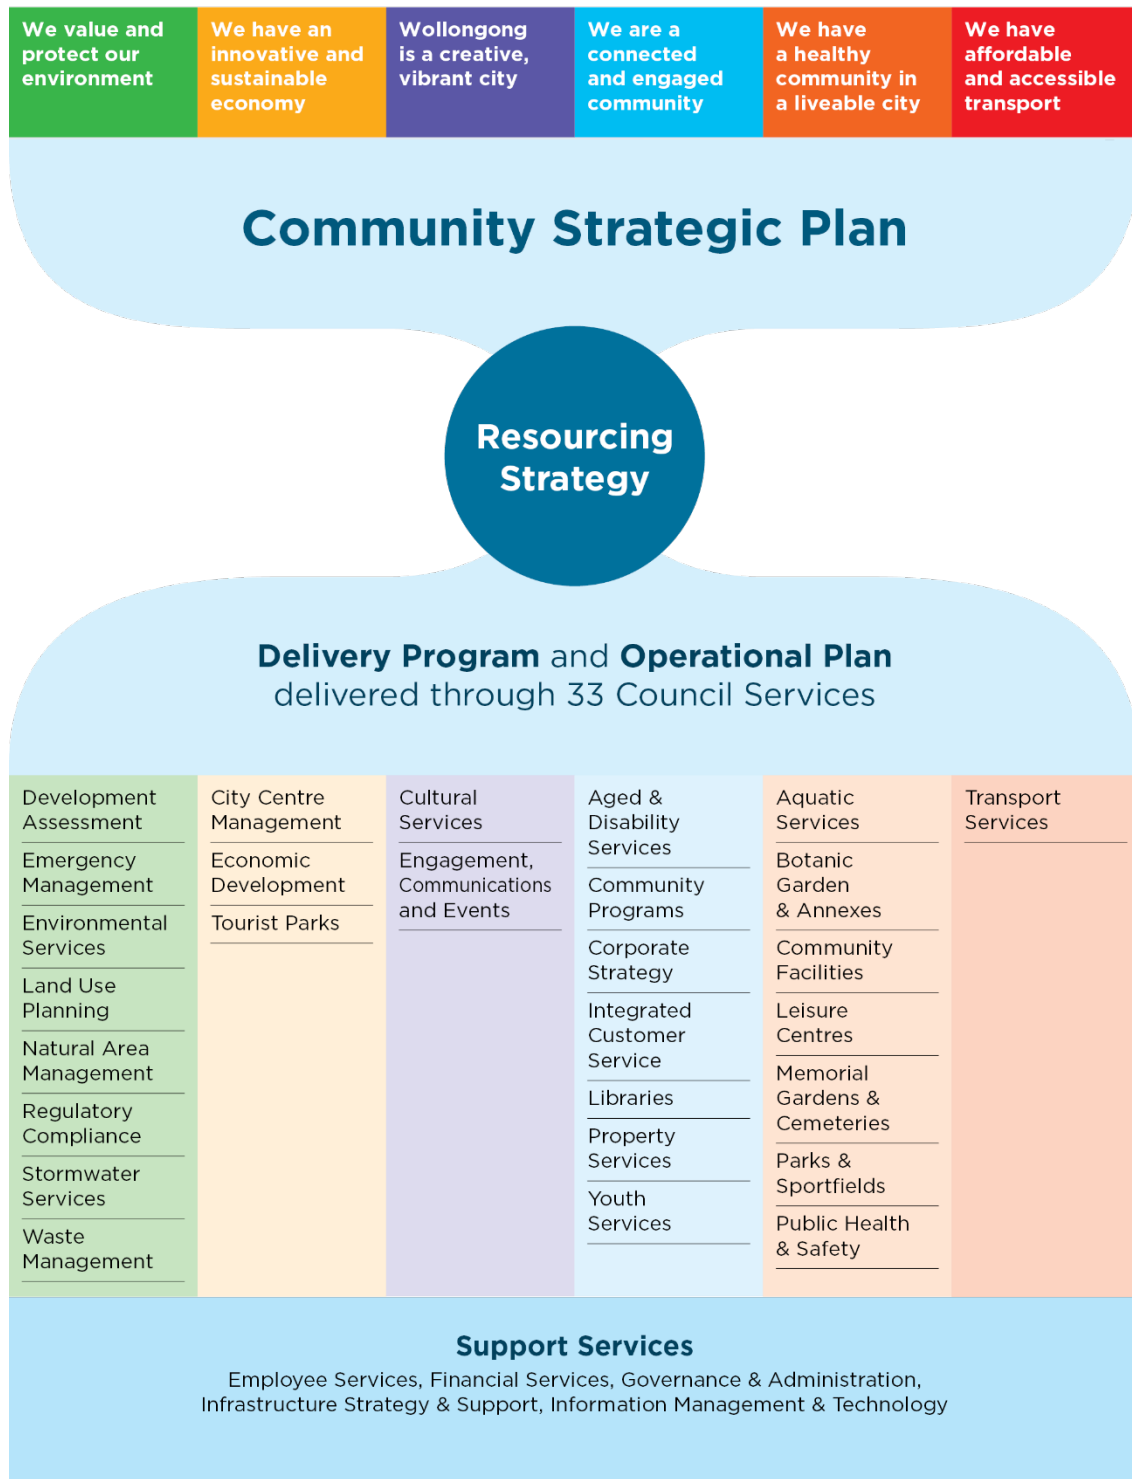 We value and
protect our
environment
We have an
innovative and
sustainable
economy
Wollongong
is a creative,
vibrant city
We are a
connected
and engaged
community
We have
a healthy
community in
a liveable city
We have
affordable
and accessible
transport
Community Strategic Plan
Resourcing
Strategy
Delivery Program and Operational Plan
delivered through 33 Council Services
Development
Assessment
Emergency
Management
Environmental
Services
Land Use
Planning
Natural Area
Management
Regulatory
Compliance
Stormwater
Services
Waste
Management
City Centre
Management
Economic
Development
Tourist Parks
Cultural
Services
Engagement,
Communications
and Events
Aged &
Disability
Services
Community
Programs
Corporate
Strategy
Integrated
Customer
Service
Libraries
Property
Services
Youth
Services
Aquatic
Services
Botanic
Garden
& Annexes
Community
Facilities
Leisure
Centres
Memorial
Gardens &
Cemeteries
Parks &
Sportfields
Public Health
& Safety
Transport
Services
Support Services
Employee Services, Financial Services, Governance & Administration,
Infrastructure Strategy & Support, Information Management & Technology